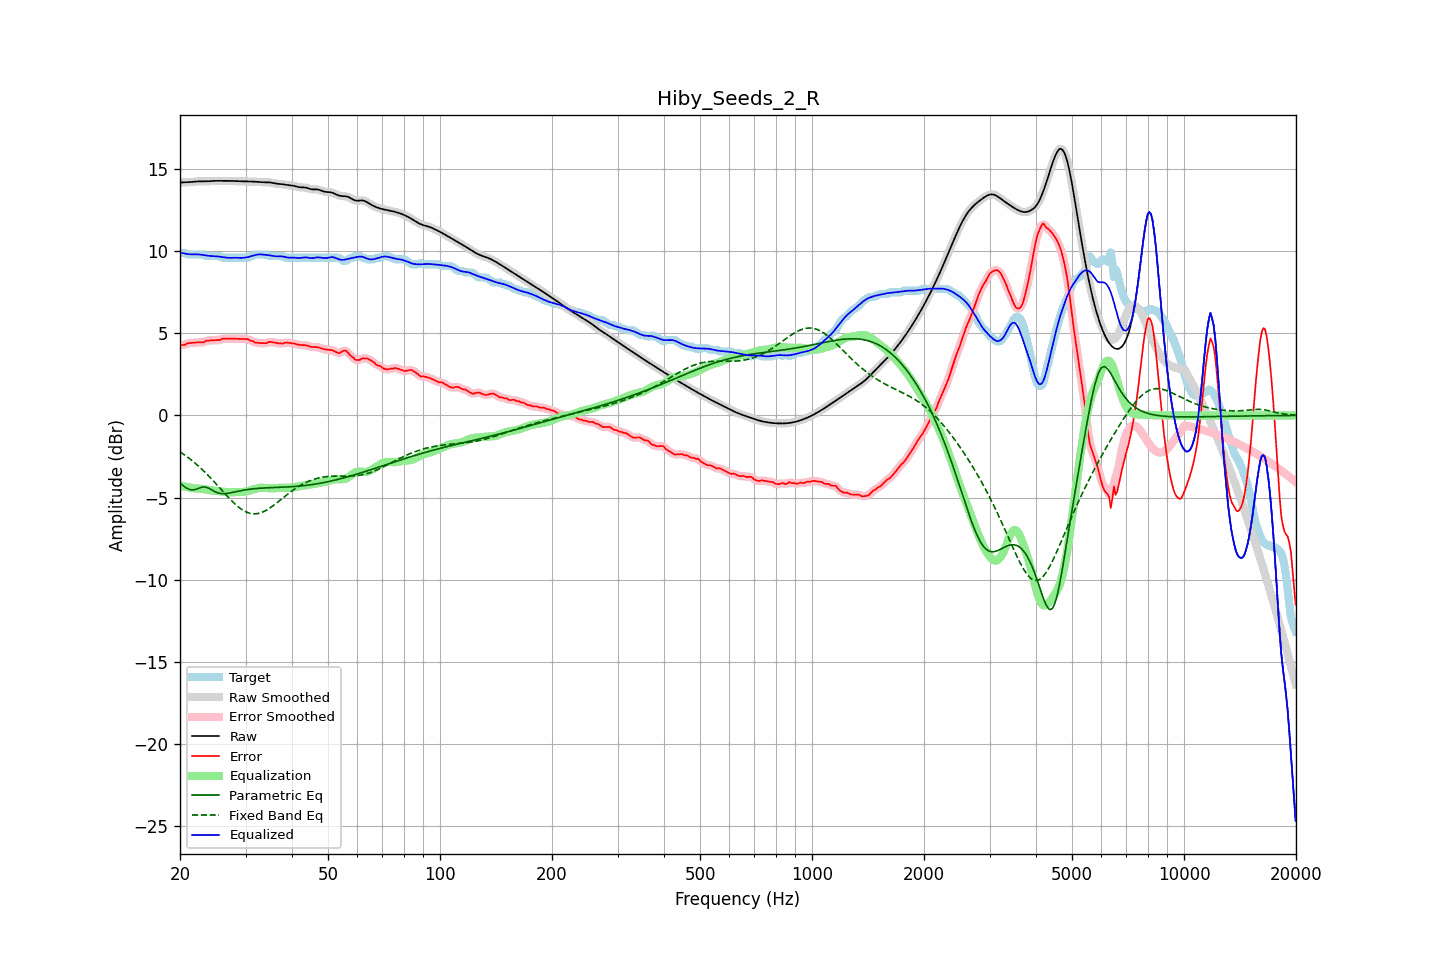 Hiby_Seeds_2_R
Amplitude (dBr)
15
10
5
0
−5
−10
−15
−20
−25
Target
Raw Smoothed
Error Smoothed
Raw
Error
Equalization
Parametric Eq
Fixed Band Eq
Equalized
20 50 100 200 500 1000 2000 5000 10000 20000
Frequency (Hz)